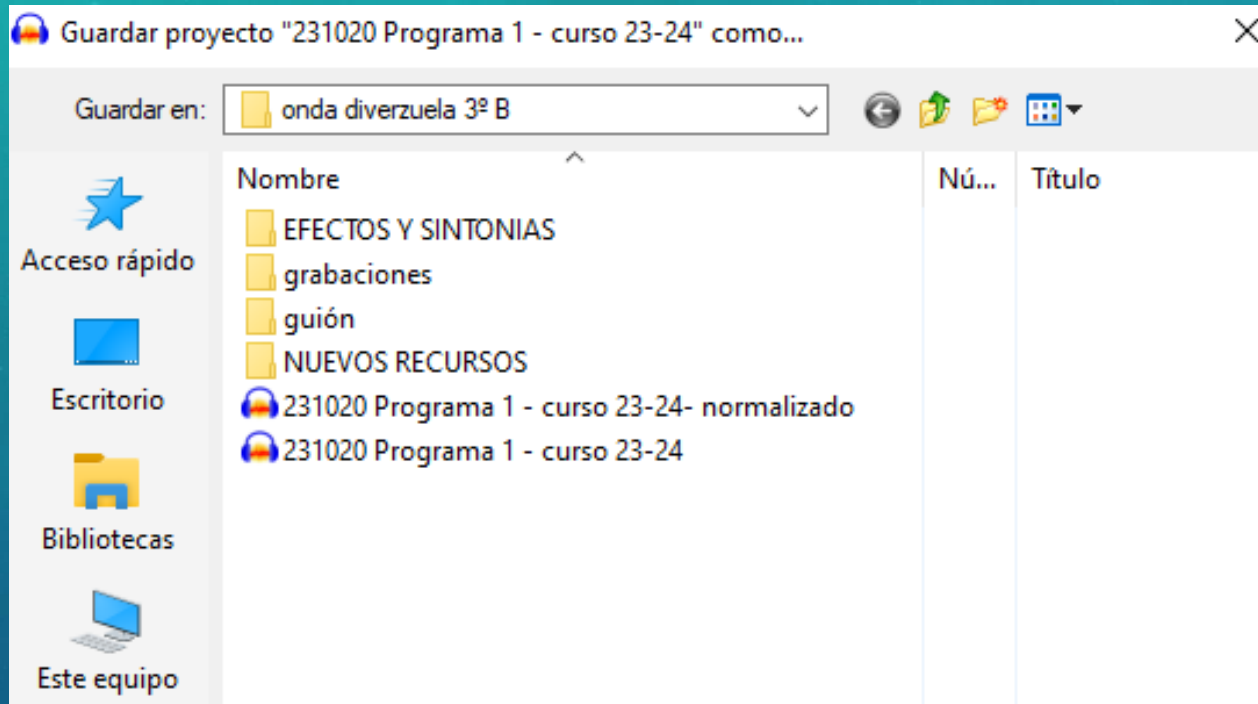 Guardar proyecto "231020 Programa 1 - curso 23-24" como...
Guardar en: onda diverzuela 3º B
Nombre Nú... Título
EFECTOS Y SINTONIAS
grabaciones
guión
NUEVOS RECURSOS
231020 Programa 1 - curso 23-24- normalizado
231020 Programa 1 - curso 23-24
Acceso rápido
Escritorio
Bibliotecas
Este equipo